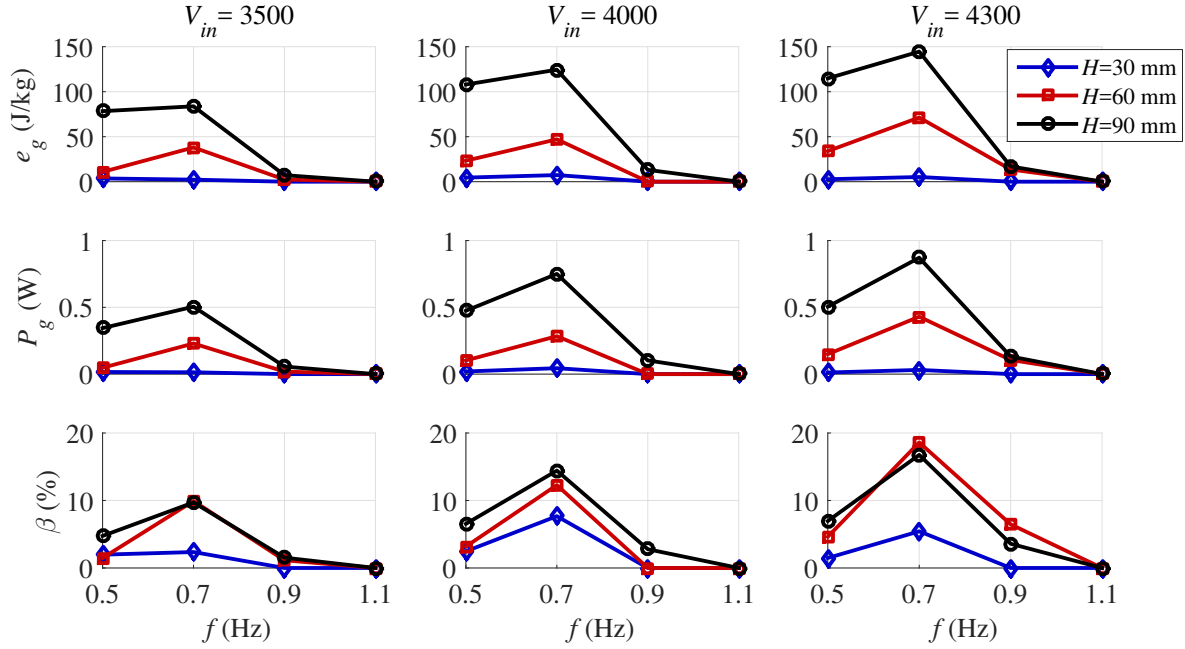 V_in = 3500
V_in = 4000
V_in = 4300
150
100
50
0
e_g (J/kg)
150
100
50
0
150
100
50
0
H=30 mm
H=60 mm
H=90 mm
1
0.5
0
P_g (W)
1
0.5
0
1
0.5
0
20
10
0
β (%)
0.5 0.7 0.9 1.1
f (Hz)
20
10
0
0.5 0.7 0.9 1.1
f (Hz)
20
10
0
0.5 0.7 0.9 1.1
f (Hz)